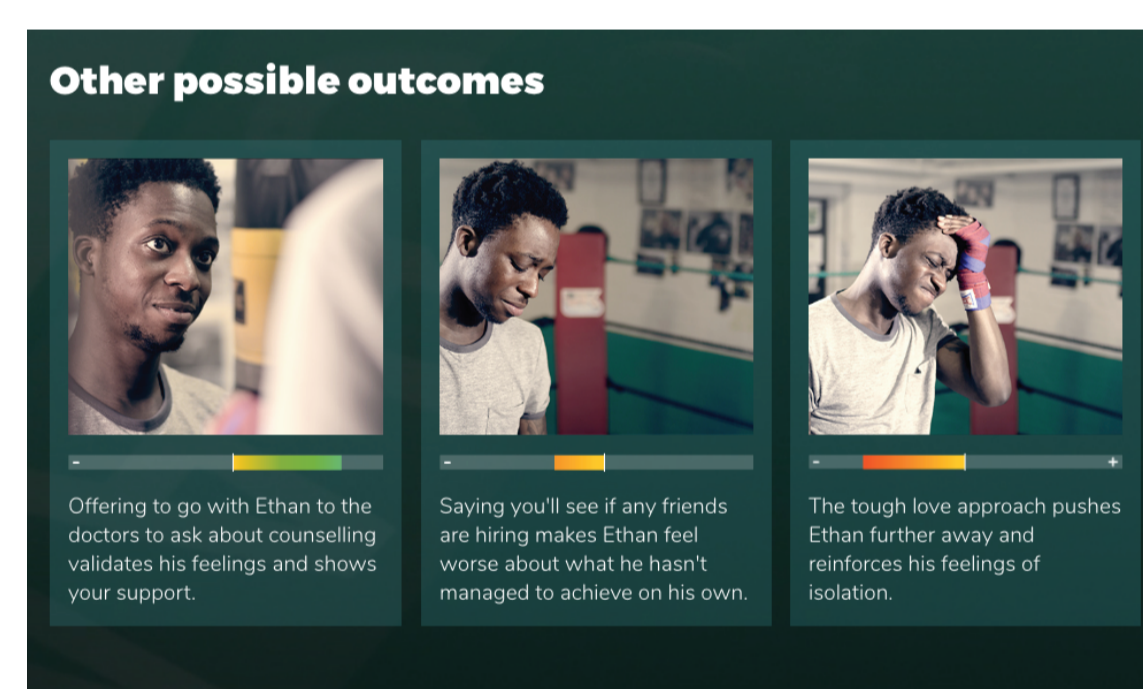 Other possible outcomes
-
Offering to go with Ethan to the
doctors to ask about counselling
validates his feelings and shows
your support.
-
Saying you'll see if any friends
are hiring makes Ethan feel
worse about what he hasn't
managed to achieve on his own.
- +
The tough love approach pushes
Ethan further away and
reinforces his feelings of
isolation.